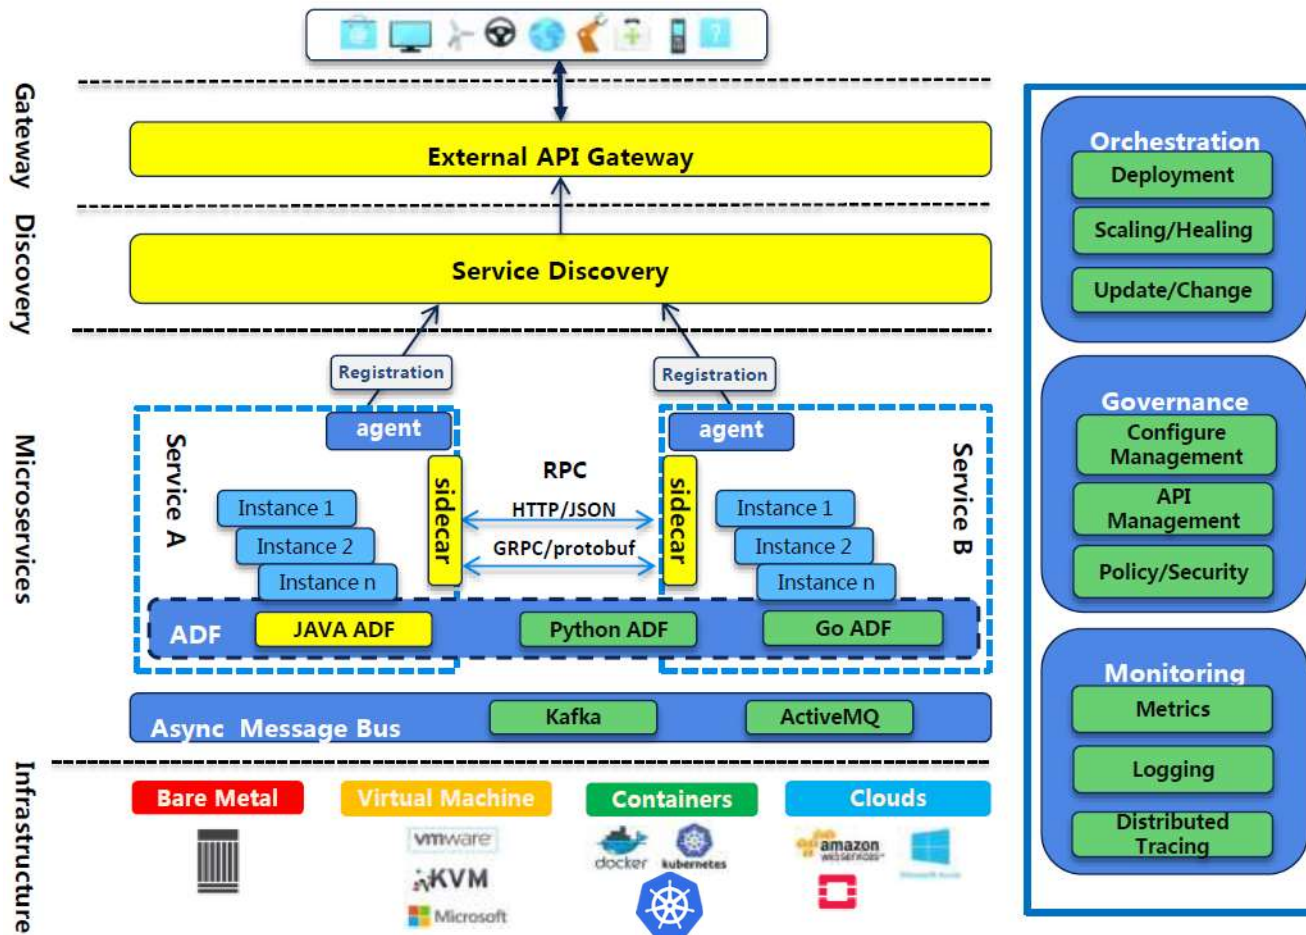 Gateway
External API Gateway
Discovery
Service Discovery
Registration
Registration
Microservices
Service A
agent
sidecar
Instance 1
Instance 2
Instance n
RPC
HTTP/JSON
GRPC/protobuf
agent
sidecar
Service B
Instance 1
Instance 2
Instance n
ADF
JAVA ADF
Python ADF
Go ADF
Async Message Bus
Kafka
ActiveMQ
Infrastructure
Bare Metal
Virtual Machine
Containers
Clouds
vmware
KVM
Microsoft
docker
kubernetes
amazon
webservices
Orchestration
Deployment
Scaling/Healing
Update/Change
Governance
Configure
Management
API
Management
Policy/Security
Monitoring
Metrics
Logging
Distributed
Tracing